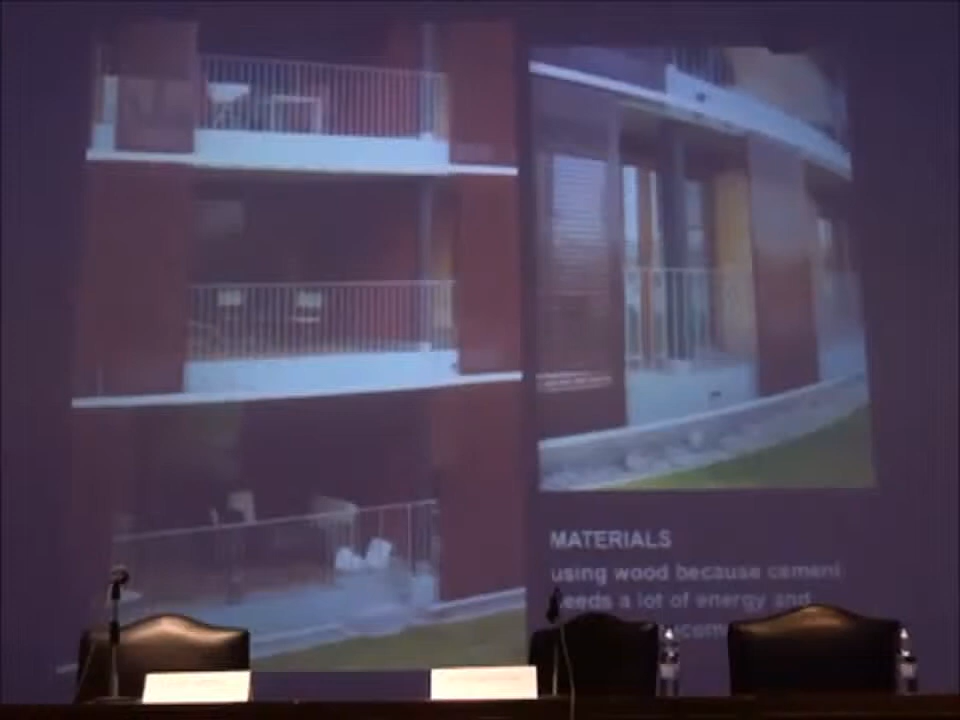 MATERIALS
using wood because cement
needs a lot of energy and